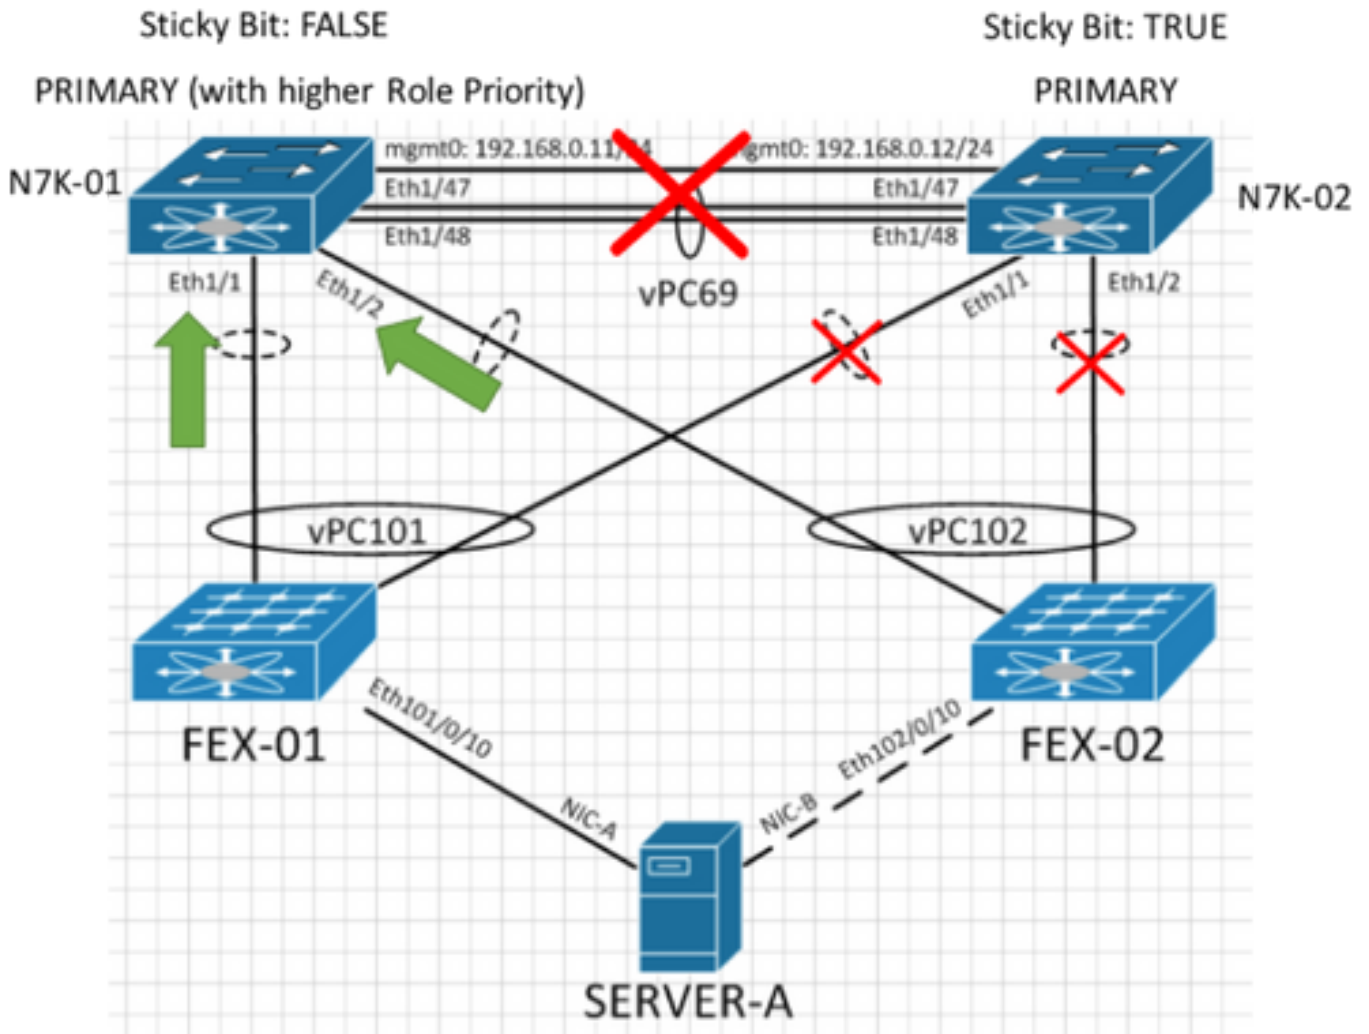 Sticky Bit: FALSE
Sticky Bit: TRUE
PRIMARY (with higher Role Priority)
PRIMARY
N7K-01
mgmt0: 192.168.0.11/24
mgmt0: 192.168.0.12/24
N7K-02
Eth1/47
Eth1/47
Eth1/48
Eth1/48
vPC69
Eth1/1
Eth1/2
Eth1/1
Eth1/2
vPC101
vPC102
FEX-01
FEX-02
Eth101/0/10
Eth102/0/10
NIC-A
NIC-B
SERVER-A